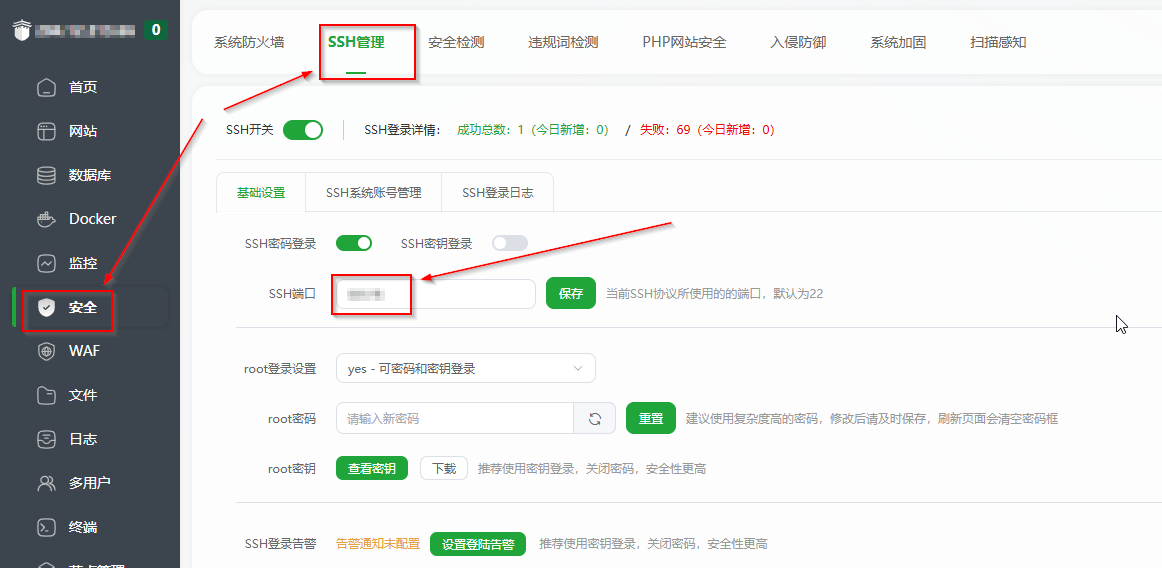 0
首页
网站
数据库
Docker
监控
安全
WAF
文件
日志
多用户
终端
系统防火墙 SSH管理 安全检测 违规词检测 PHP网站安全 入侵防御 系统加固 扫描感知
SSH开关 SSH登录详情: 成功总数: 1 (今日新增: 0) / 失败: 69 (今日新增: 0)
基础设置 SSH系统账号管理 SSH登录日志
SSH密码登录 SSH密钥登录
SSH端口 保存 当前SSH协议所使用的的端口，默认为22
root登录设置 yes - 可密码和密钥登录
root密码 请输入新密码 重置 建议使用复杂度高的密码，修改后请及时保存，刷新页面会清空密码框
root密钥 查看密钥 下载 推荐使用密钥登录，关闭密码，安全性更高
SSH登录告警 告警通知未配置 设置登陆告警 推荐使用密钥登录，关闭密码，安全性更高